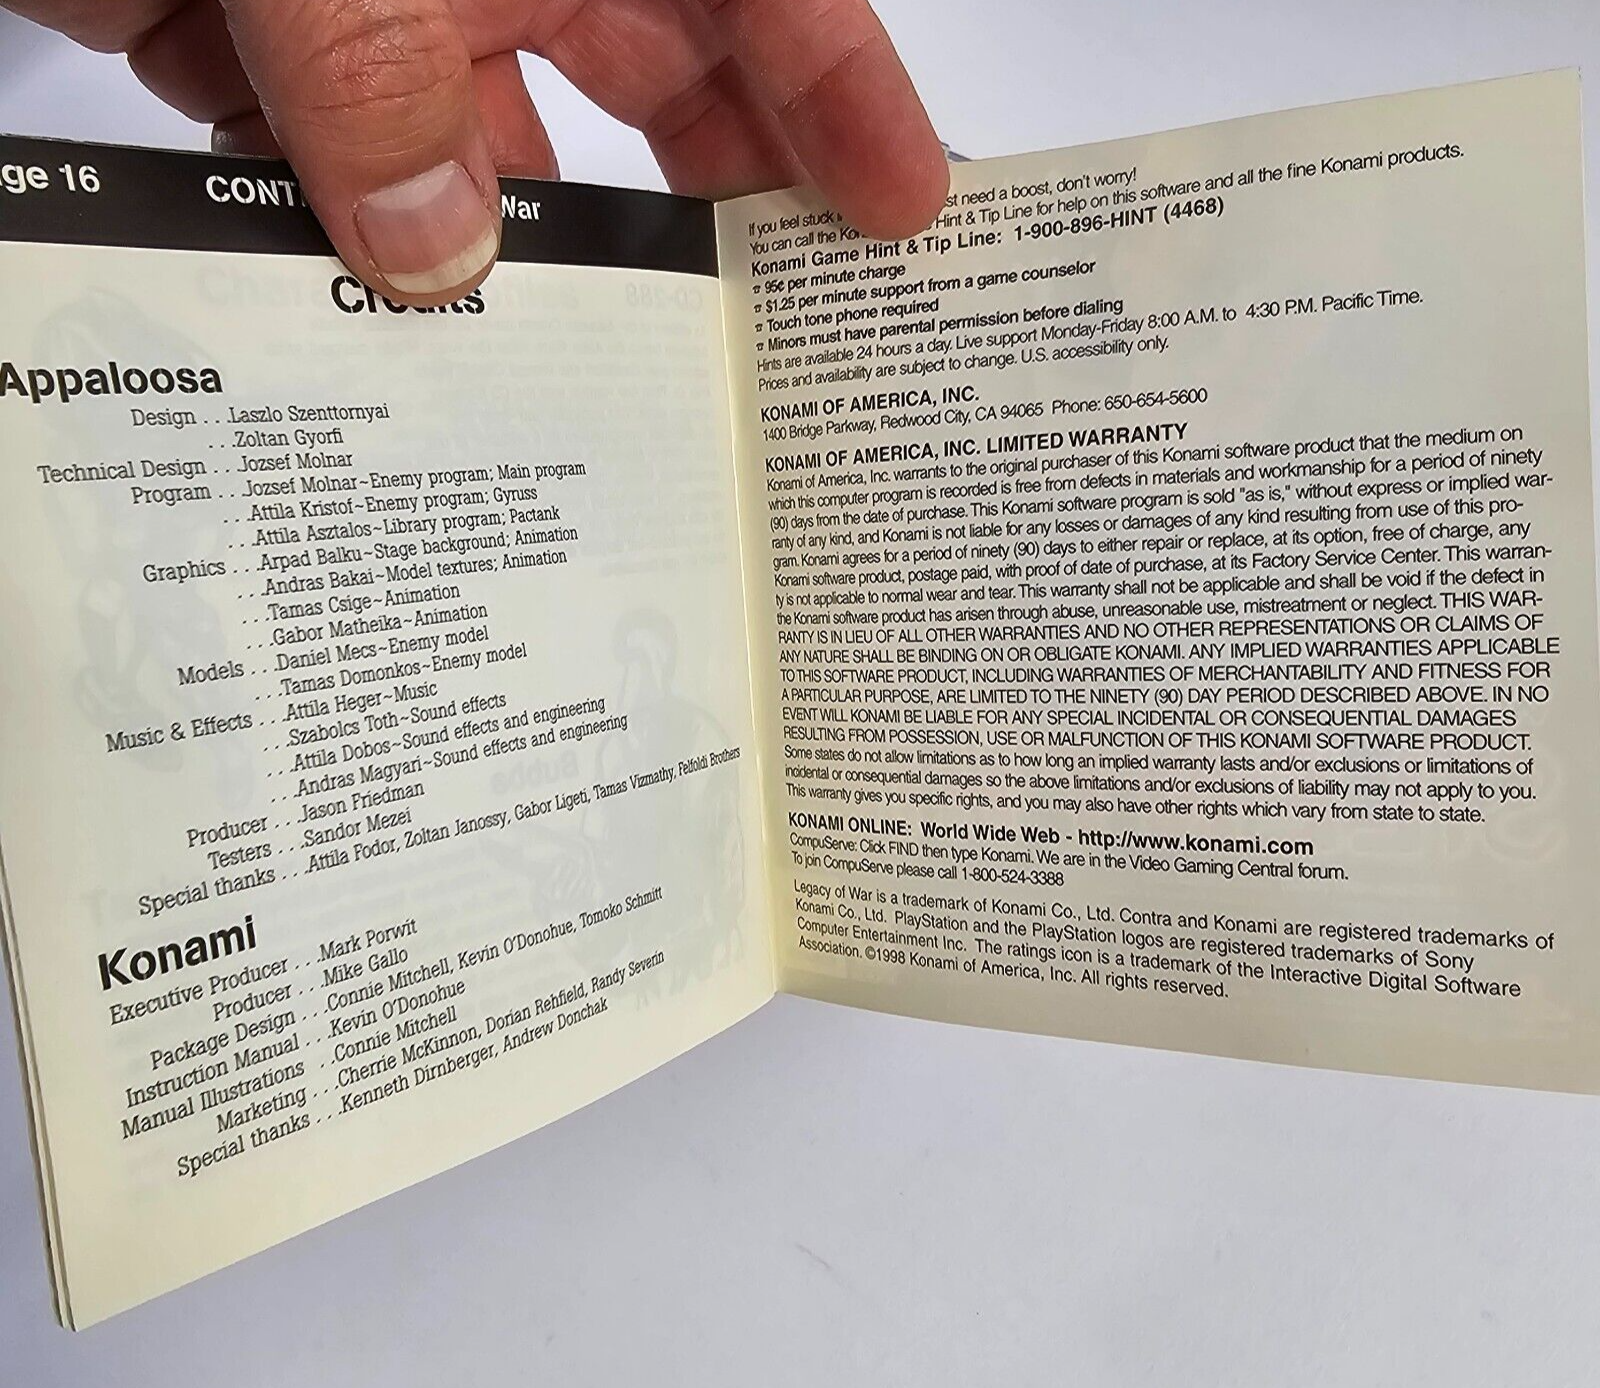 ge 16
CONT War
Credits
Appaloosa
Design . . .Laszlo Szenttornyai
. . .Zoltan Gyorfi
Technical Design . . .Jozsef Molnar
Program . . .Jozsef Molnar~Enemy program; Main program
. . .Attila Kristof~Enemy program; Gyruss
. . .Attila Asztalos~Library program; Pactank
Graphics . . .Arpad Balku~Stage background; Animation
. . .Andras Bakai~Model textures; Animation
. . .Tamas Csige~Animation
. . .Gabor Matheika~Animation
Models . . .Daniel Mecs~Enemy model
. . .Tamas Domonkos~Enemy model
Music & Effects . . .Attila Heger~Music
. . .Szabolcs Toth~Sound effects
. . .Attila Dobos~Sound effects and engineering
. . .Andras Magyari~Sound effects and engineering
Producer . . .Jason Friedman
Testers . . .Sandor Mezei
Special thanks . . .Attila Fodor, Zoltan Janossy, Gabor Ligeti, Tamas Vizmathy, Felfoldi Brothers
Konami
Executive Producer . . .Mark Porwit
Producer . . .Mike Gallo
Package Design . . .Connie Mitchell, Kevin O'Donohue, Tomoko Schmitt
Instruction Manual . . .Kevin O'Donohue
Manual Illustrations . . .Connie Mitchell
Marketing . . .Cherrie McKinnon, Dorian Rehfield, Randy Severin
Special thanks . . .Kenneth Dirnberger, Andrew Donchak
If you feel stuck st need a boost, don't worry!
You can call the Hint & Tip Line for help on this software and all the fine Konami products.
Konami Game Hint & Tip Line: 1-900-896-HINT (4468)
95¢ per minute charge
$1.25 per minute support from a game counselor
Touch tone phone required
Minors must have parental permission before dialing
Hints are available 24 hours a day. Live support Monday-Friday 8:00 A.M. to 4:30 P.M. Pacific Time.
Prices and availability are subject to change. U.S. accessibility only.
KONAMI OF AMERICA, INC.
1400 Bridge Parkway, Redwood City, CA 94065 Phone: 650-654-5600
KONAMI OF AMERICA, INC. LIMITED WARRANTY
Konami of America, Inc. warrants to the original purchaser of this Konami software product that the medium on
which this computer program is recorded is free from defects in materials and workmanship for a period of ninety
(90) days from the date of purchase. This Konami software program is sold "as is," without express or implied war-
ranty of any kind, and Konami is not liable for any losses or damages of any kind resulting from use of this pro-
gram. Konami agrees for a period of ninety (90) days to either repair or replace, at its option, free of charge, any
Konami software product, postage paid, with proof of date of purchase, at its Factory Service Center. This warran-
ty is not applicable to normal wear and tear. This warranty shall not be applicable and shall be void if the defect in
the Konami software product has arisen through abuse, unreasonable use, mistreatment or neglect. THIS WAR-
RANTY IS IN LIEU OF ALL OTHER WARRANTIES AND NO OTHER REPRESENTATIONS OR CLAIMS OF
ANY NATURE SHALL BE BINDING ON OR OBLIGATE KONAMI. ANY IMPLIED WARRANTIES APPLICABLE
TO THIS SOFTWARE PRODUCT, INCLUDING WARRANTIES OF MERCHANTABILITY AND FITNESS FOR
A PARTICULAR PURPOSE, ARE LIMITED TO THE NINETY (90) DAY PERIOD DESCRIBED ABOVE. IN NO
EVENT WILL KONAMI BE LIABLE FOR ANY SPECIAL INCIDENTAL OR CONSEQUENTIAL DAMAGES
RESULTING FROM POSSESSION, USE OR MALFUNCTION OF THIS KONAMI SOFTWARE PRODUCT.
Some states do not allow limitations as to how long an implied warranty lasts and/or exclusions or limitations of
incidental or consequential damages so the above limitations and/or exclusions of liability may not apply to you.
This warranty gives you specific rights, and you may also have other rights which vary from state to state.
KONAMI ONLINE: World Wide Web - http://www.konami.com
CompuServe: Click FIND then type Konami. We are in the Video Gaming Central forum.
To join CompuServe please call 1-800-524-3388
Legacy of War is a trademark of Konami Co., Ltd. Contra and Konami are registered trademarks of
Konami Co., Ltd. PlayStation and the PlayStation logos are registered trademarks of Sony
Computer Entertainment Inc. The ratings icon is a trademark of the Interactive Digital Software
Association. ©1998 Konami of America, Inc. All rights reserved.